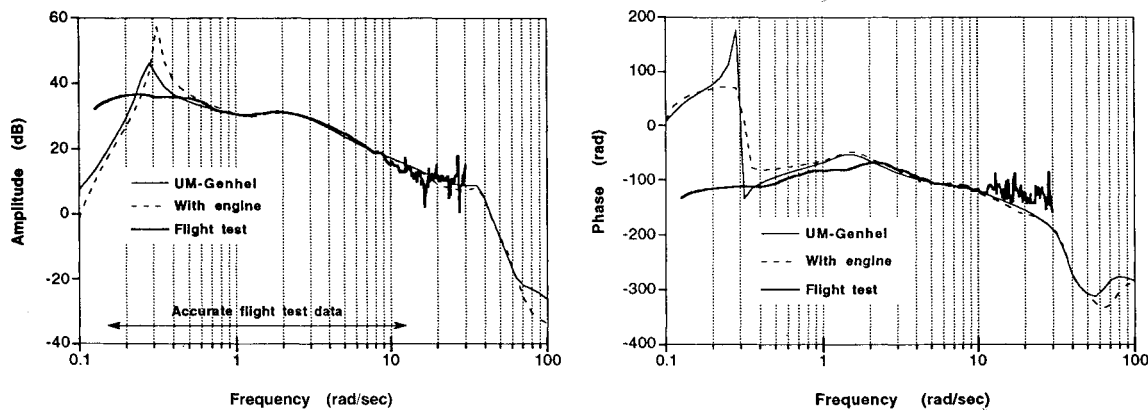 60
40
20
0
20
-40
Amplitude (dB)
UM-Genhel
With engine
Flight test
Accurate flight test data
0.1
1
10
100
Frequency (rad/sec)
200
100
0
-100
-200
-300
-400
Phase (rad)
UM-Genhel
With engine
Flight test
0.1
1
10
100
Frequency (rad/sec)